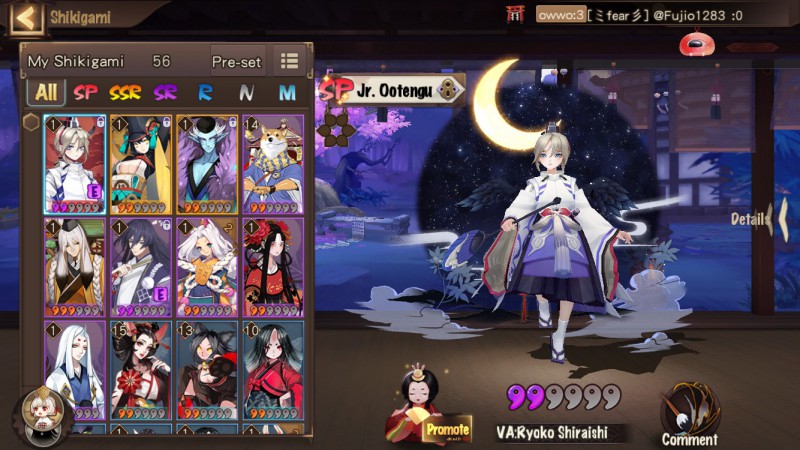 Shikigami
owwo:3 [ミfear彡] @Fujio1283 :0
My Shikigami 56 Pre-set
All SP SSR SR R N M
SP Jr. Ootengu
1 1 1 14
E
1 1 1 1
E
1 15 13 10
Details
Promote
VA:Ryoko Shiraishi
Comment